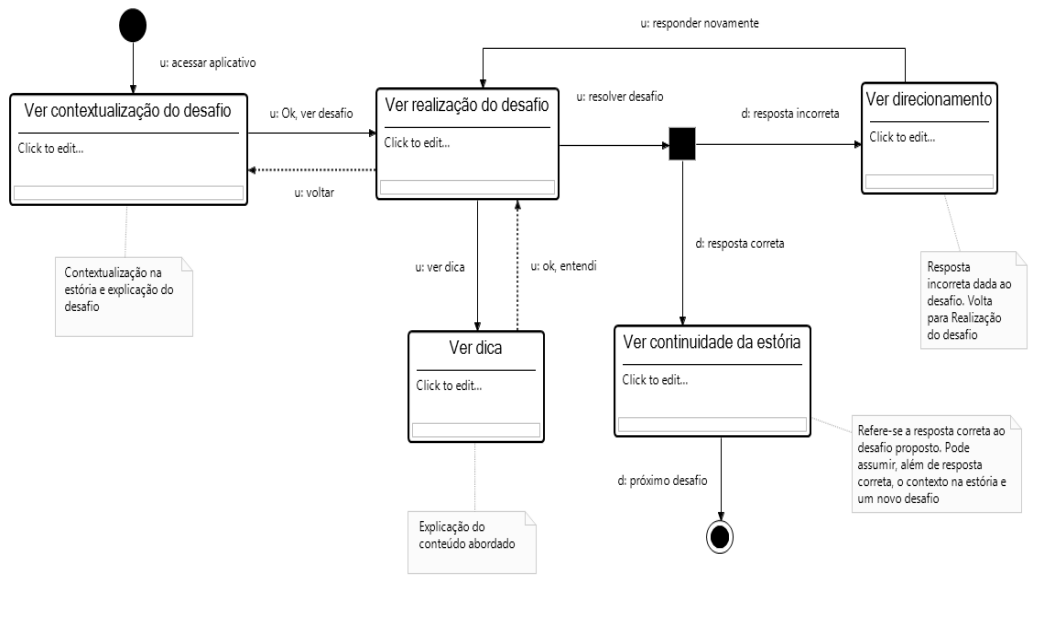 u: responder novamente
u: acessar aplicativo
Ver contextualização do desafio
Click to edit...
u: Ok, ver desafio
u: voltar
Ver realização do desafio
Click to edit...
u: resolver desafio
d: resposta incorreta
Ver direcionamento
Click to edit...
Contextualização na
estória e explicação do
desafio
u: ver dica
u: ok, entendi
d: resposta correta
Resposta
incorreta dada ao
desafio. Volta
para Realização
do desafio
Ver dica
Click to edit...
Ver continuidade da estória
Click to edit...
Refere-se a resposta correta ao
desafio proposto. Pode
assumir, além de resposta
correta, o contexto na estória e
um novo desafio
d: próximo desafio
Explicação do
conteúdo abordado